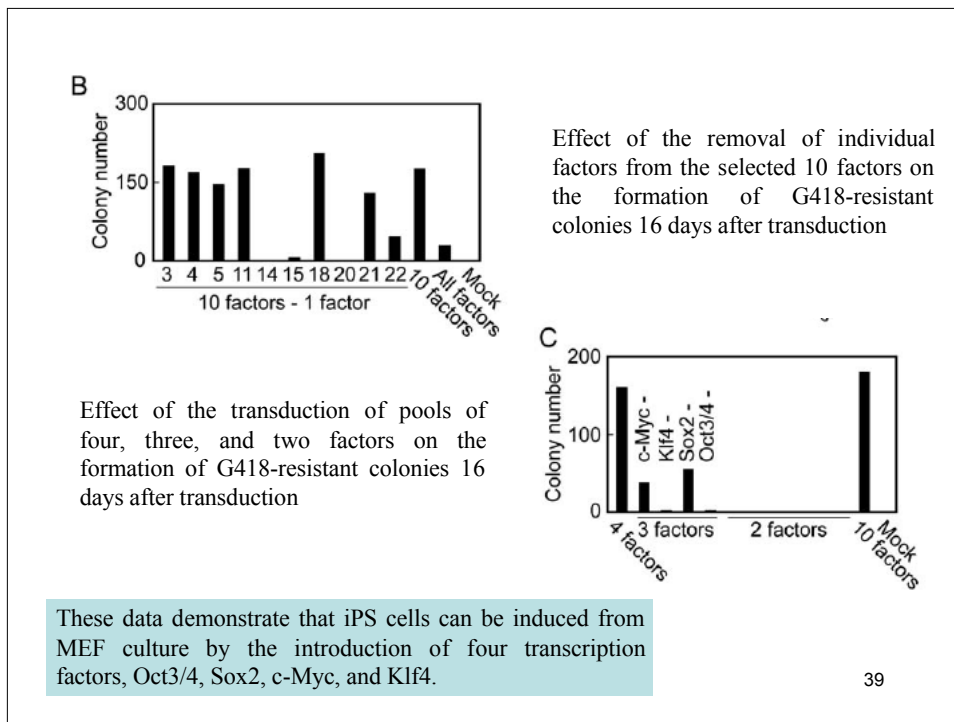 B
300
150
0
Colony number
3 4 5 11 14 15 18 20 21 22 10 factors All factors Mock
10 factors - 1 factor
Effect of the removal of individual
factors from the selected 10 factors on
the formation of G418-resistant
colonies 16 days after transduction
Effect of the transduction of pools of
four, three, and two factors on the
formation of G418-resistant colonies 16
days after transduction
C
200
100
0
Colony number
c-Myc -
Klf4 -
Sox2 -
Oct3/4 -
4 factors 3 factors 2 factors 10 factors Mock
These data demonstrate that iPS cells can be induced from
MEF culture by the introduction of four transcription
factors, Oct3/4, Sox2, c-Myc, and Klf4.
39